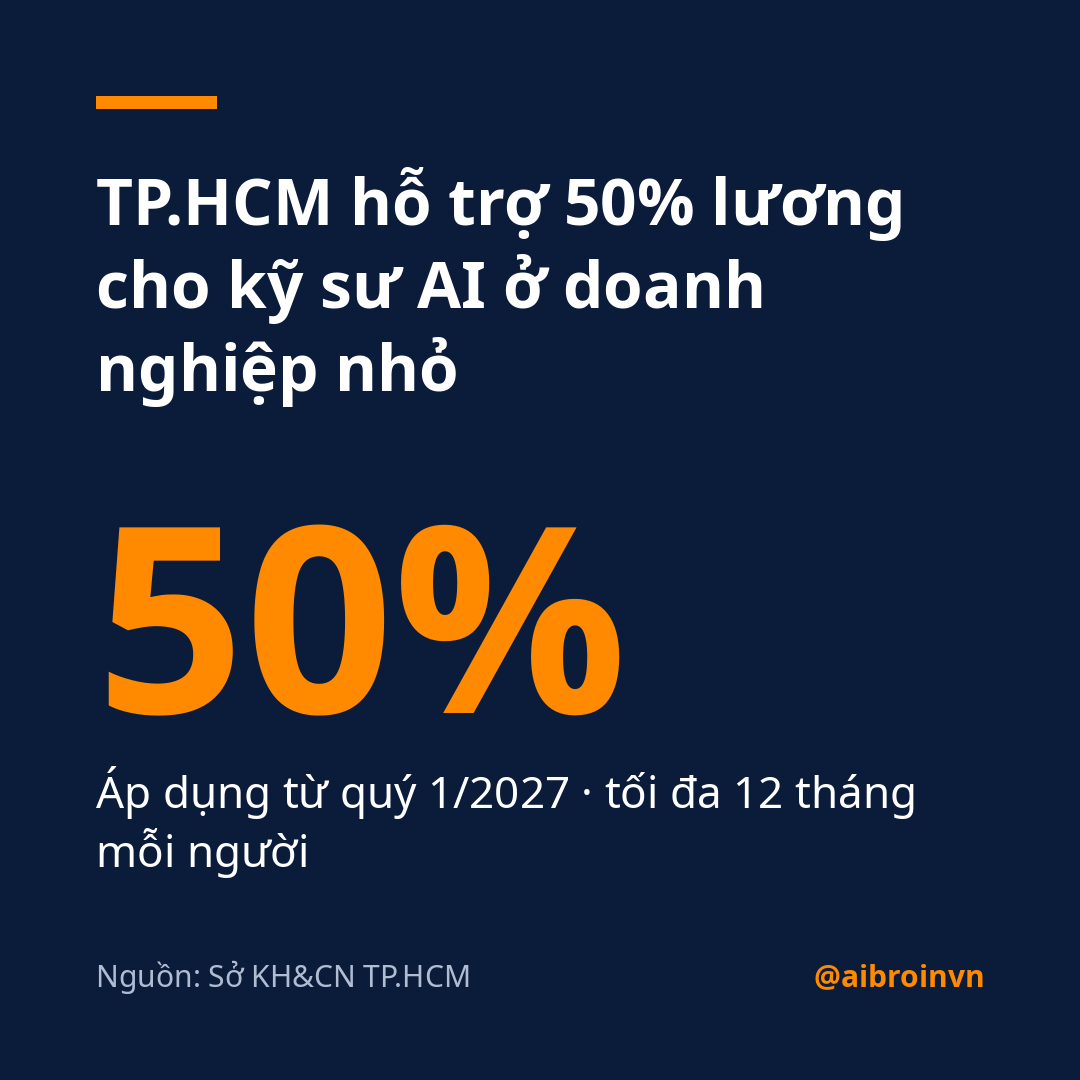 TP.HCM hỗ trợ 50% lương
cho kỹ sư AI ở doanh
nghiệp nhỏ
50%
Áp dụng từ quý 1/2027 · tối đa 12 tháng
mỗi người
Nguồn: Sở KH&CN TP.HCM
@aibroinvn